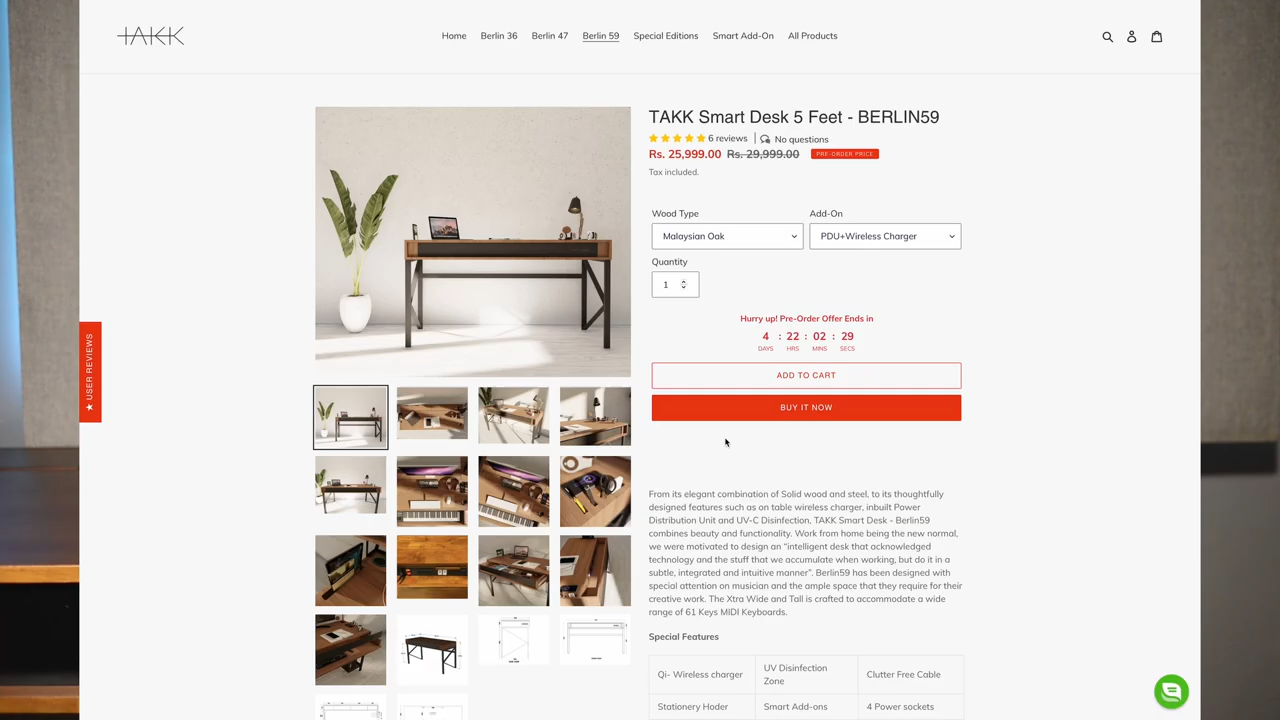 TAKK
Home Berlin 36 Berlin 47 Berlin 59 Special Editions Smart Add-On All Products
TAKK Smart Desk 5 Feet - BERLIN59
6 reviews No questions
Rs. 25,999.00 Rs. 29,999.00 PRE-ORDER PRICE
Tax included.
Wood Type Add-On
Malaysian Oak PDU+Wireless Charger
Quantity
1
Hurry up! Pre-Order Offer Ends in
4 : 22 : 02 : 29
DAYS HRS MINS SECS
ADD TO CART
BUY IT NOW
★ USER REVIEWS
From its elegant combination of Solid wood and steel, to its thoughtfully
designed features such as on table wireless charger, inbuilt Power
Distribution Unit and UV-C Disinfection, TAKK Smart Desk - Berlin59
combines beauty and functionality. Work from home being the new normal,
we were motivated to design an “intelligent desk that acknowledged
technology and the stuff that we accumulate when working, but do it in a
subtle, integrated and intuitive manner”. Berlin59 has been designed with
special attention on musician and the ample space that they require for their
creative work. The Xtra Wide and Tall is crafted to accommodate a wide
range of 61 Keys MIDI Keyboards.
Special Features
Qi- Wireless charger UV Disinfection Zone Clutter Free Cable
Stationery Hoder Smart Add-ons 4 Power sockets